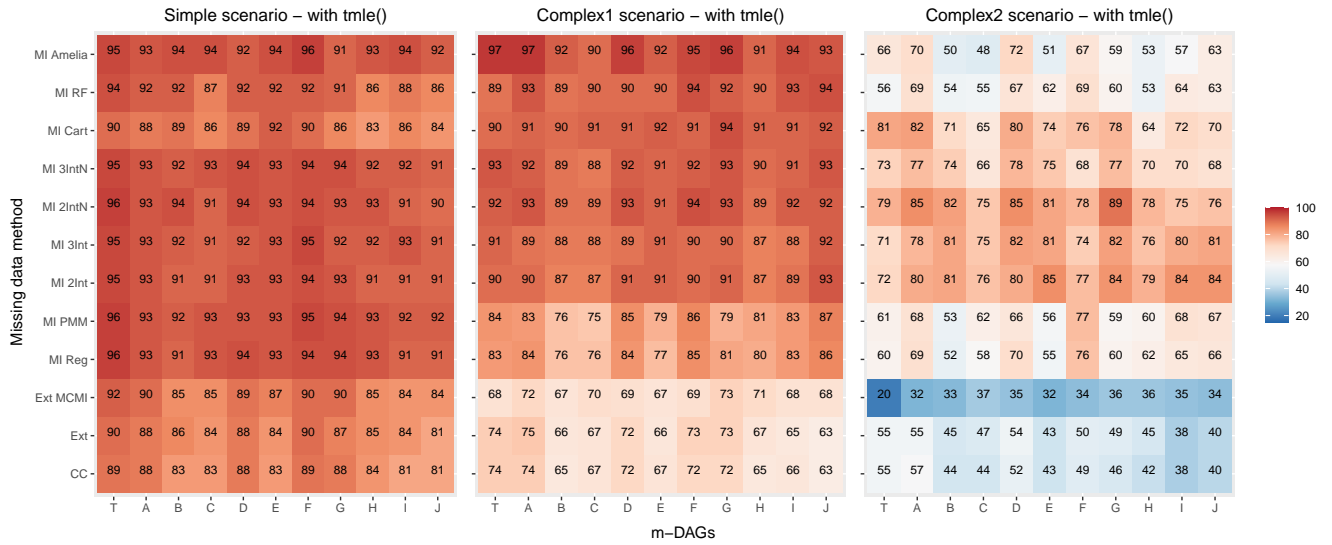 Simple scenario − with tmle() Complex1 scenario − with tmle() Complex2 scenario − with tmle()
Missing data method
MI Amelia 95 93 94 94 92 94 96 91 93 94 92 97 97 92 90 96 92 95 96 91 94 93 66 70 50 48 72 51 67 59 53 57 63
MI RF 94 92 92 87 92 92 92 91 86 88 86 89 93 89 90 90 90 94 92 90 93 94 56 69 54 55 67 62 69 60 53 64 63
MI Cart 90 88 89 86 89 92 90 86 83 86 84 90 91 90 91 91 92 91 94 91 91 92 81 82 71 65 80 74 76 78 64 72 70
MI 3IntN 95 93 92 93 94 93 94 94 92 92 91 93 92 89 88 92 91 92 93 90 91 93 73 77 74 66 78 75 68 77 70 70 68
MI 2IntN 96 93 94 91 94 93 94 93 93 91 90 92 93 89 89 93 91 94 93 89 92 92 79 85 82 75 85 81 78 89 78 75 76
MI 3Int 95 93 92 91 92 93 95 92 92 93 91 91 89 88 88 89 91 90 90 87 88 92 71 78 81 75 82 81 74 82 76 80 81
MI 2Int 95 93 91 91 93 93 94 93 91 91 91 90 90 87 87 91 91 90 91 87 89 93 72 80 81 76 80 85 77 84 79 84 84
MI PMM 96 93 92 93 93 93 95 94 93 92 92 84 83 76 75 85 79 86 79 81 83 87 61 68 53 62 66 56 77 59 60 68 67
MI Reg 96 93 91 93 94 93 94 94 93 91 91 83 84 76 76 84 77 85 81 80 83 86 60 69 52 58 70 55 76 60 62 65 66
Ext MCMI 92 90 85 85 89 87 90 90 85 84 84 68 72 67 70 69 67 69 73 71 68 68 20 32 33 37 35 32 34 36 36 35 34
Ext 90 88 86 84 88 84 90 87 85 84 81 74 75 66 67 72 66 73 73 67 65 63 55 55 45 47 54 43 50 49 45 38 40
CC 89 88 83 83 88 83 89 88 84 81 81 74 74 65 67 72 67 72 72 65 66 63 55 57 44 44 52 43 49 46 42 38 40
T A B C D E F G H I J T A B C D E F G H I J T A B C D E F G H I J
m−DAGs
100
80
60
40
20